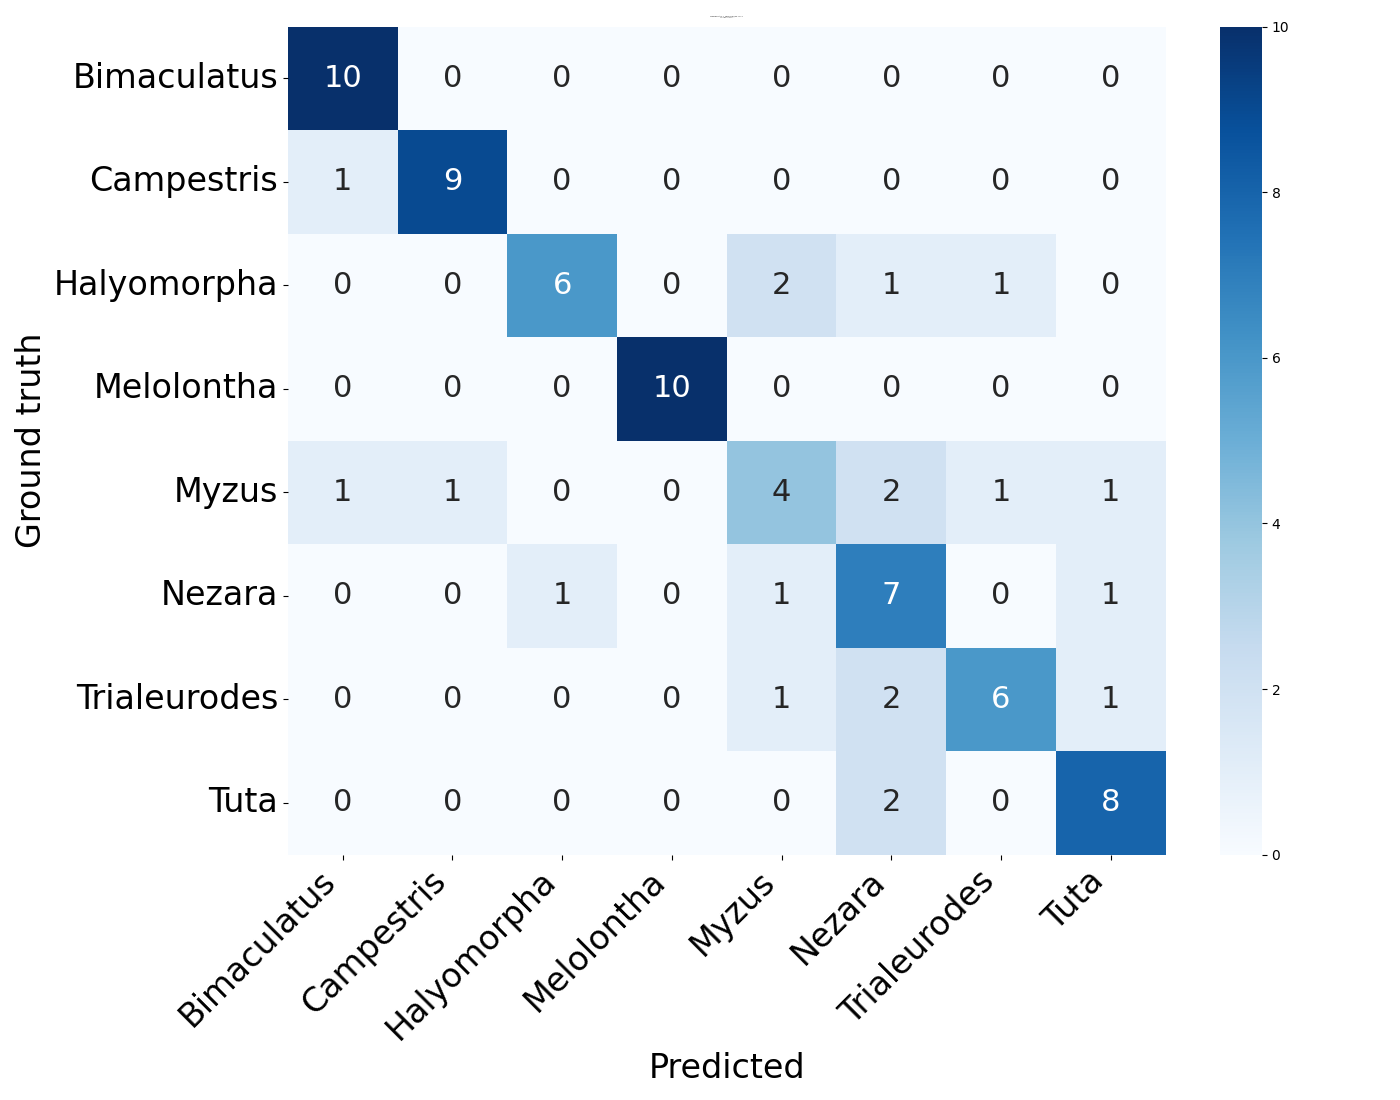 Bimaculatus 10 0 0 0 0 0 0 0
Campestris 1 9 0 0 0 0 0 0
Halyomorpha 0 0 6 0 2 1 1 0
Melolontha 0 0 0 10 0 0 0 0
Myzus 1 1 0 0 4 2 1 1
Nezara 0 0 1 0 1 7 0 1
Trialeurodes 0 0 0 0 1 2 6 1
Tuta 0 0 0 0 0 2 0 8
Ground truth
Bimaculatus Campestris Halyomorpha Melolontha Myzus Nezara Trialeurodes Tuta
Predicted
10
8
6
4
2
0